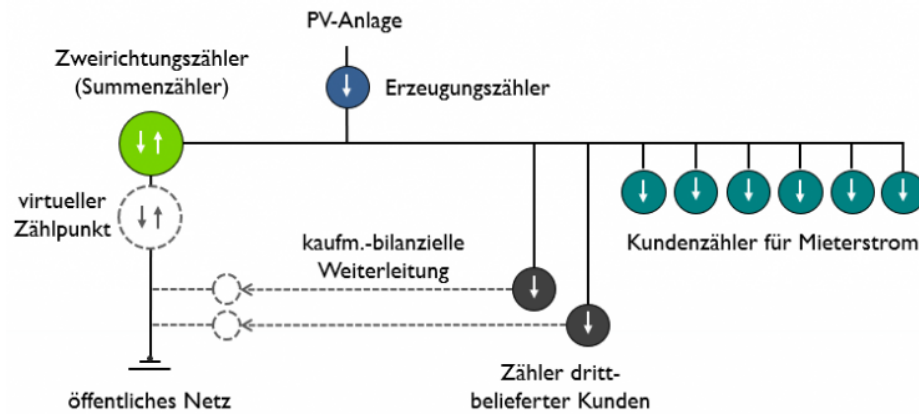 PV-Anlage
Zweirichtungszähler
(Summenzähler)
Erzeugungszähler
virtueller
Zählpunkt
kaufm.-bilanzielle
Weiterleitung
Kundenzähler für Mieterstrom
Zähler dritt-
belieferter Kunden
öffentliches Netz